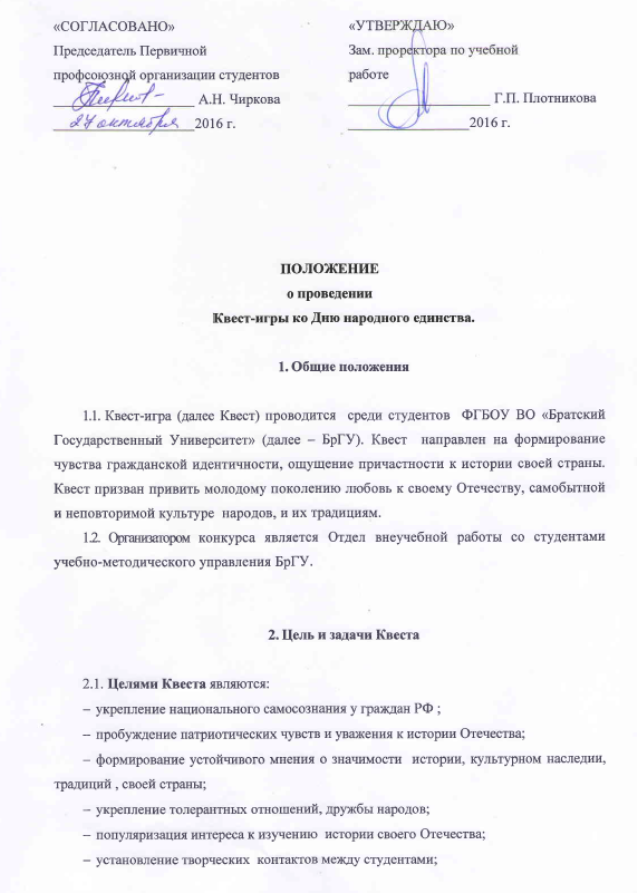 «СОГЛАСОВАНО»
Председатель Первичной
профсоюзной организации студентов
А.Н. Чиркова
27 октября 2016 г.
«УТВЕРЖДАЮ»
Зам. проректора по учебной
работе
Г.П. Плотникова
2016 г.
ПОЛОЖЕНИЕ
о проведении
Квест-игры ко Дню народного единства.
1. Общие положения
1.1. Квест-игра (далее Квест) проводится среди студентов ФГБОУ ВО «Братский
Государственный Университет» (далее – БрГУ). Квест направлен на формирование
чувства гражданской идентичности, ощущение причастности к истории своей страны.
Квест призван привить молодому поколению любовь к своему Отечеству, самобытной
и неповторимой культуре народов, и их традициям.
1.2. Организатором конкурса является Отдел внеучебной работы со студентами
учебно-методического управления БрГУ.
2. Цель и задачи Квеста
2.1. Целями Квеста являются:
– укрепление национального самосознания у граждан РФ ;
– пробуждение патриотических чувств и уважения к истории Отечества;
– формирование устойчивого мнения о значимости истории, культурном наследии,
традиций , своей страны;
– укрепление толерантных отношений, дружбы народов;
– популяризация интереса к изучению истории своего Отечества;
– установление творческих контактов между студентами;